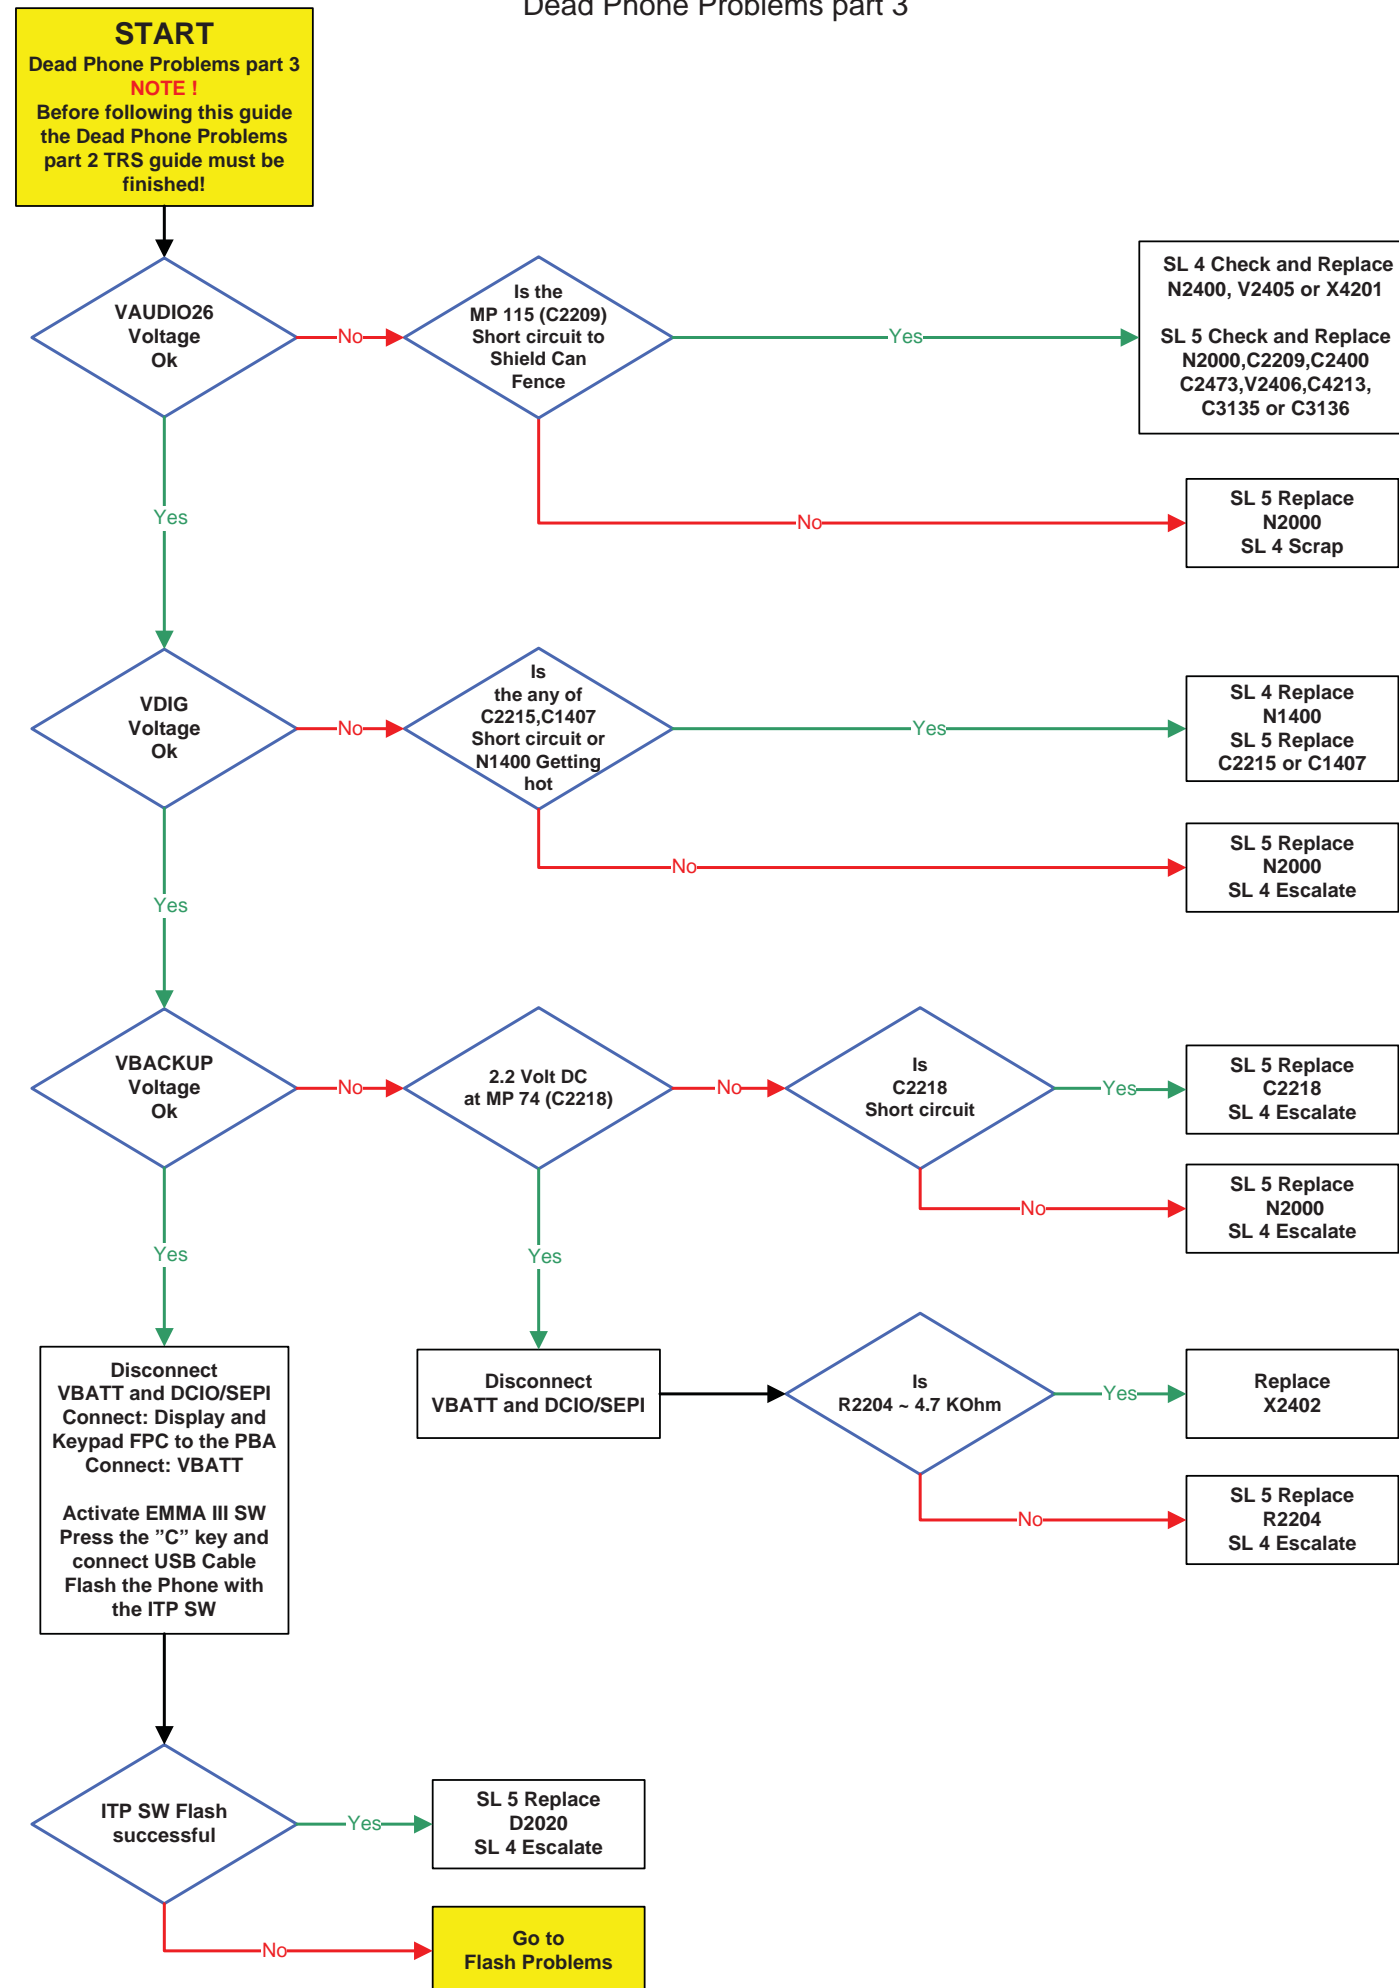 Dead Phone Problems part 3
START
Dead Phone Problems part 3
NOTE !
Before following this guide
the Dead Phone Problems
part 2 TRS guide must be
finished!
VAUDIO26
Voltage
Ok
No
Is the
MP 115 (C2209)
Short circuit to
Shield Can
Fence
Yes
SL 4 Check and Replace
N2400, V2405 or X4201
SL 5 Check and Replace
N2000,C2209,C2400
C2473,V2406,C4213,
C3135 or C3136
No
SL 5 Replace
N2000
SL 4 Scrap
Yes
VDIG
Voltage
Ok
No
Is
the any of
C2215,C1407
Short circuit or
N1400 Getting
hot
Yes
SL 4 Replace
N1400
SL 5 Replace
C2215 or C1407
No
SL 5 Replace
N2000
SL 4 Escalate
Yes
VBACKUP
Voltage
Ok
No
2.2 Volt DC
at MP 74 (C2218)
No
Is
C2218
Short circuit
Yes
SL 5 Replace
C2218
SL 4 Escalate
No
SL 5 Replace
N2000
SL 4 Escalate
Yes
Yes
Disconnect
VBATT and DCIO/SEPI
Connect: Display and
Keypad FPC to the PBA
Connect: VBATT
Activate EMMA III SW
Press the ”C” key and
connect USB Cable
Flash the Phone with
the ITP SW
Disconnect
VBATT and DCIO/SEPI
Is
R2204 ~ 4.7 KOhm
Yes
Replace
X2402
No
SL 5 Replace
R2204
SL 4 Escalate
ITP SW Flash
successful
Yes
SL 5 Replace
D2020
SL 4 Escalate
No
Go to
Flash Problems